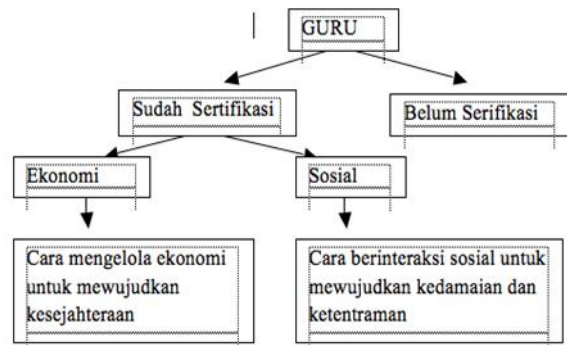 GURU
Sudah Sertifikasi
Belum Serifikasi
Ekonomi
Sosial
Cara mengelola ekonomi
untuk mewujudkan
kesejahteraan
Cara berinteraksi sosial untuk
mewujudkan kedamaian dan
ketentraman